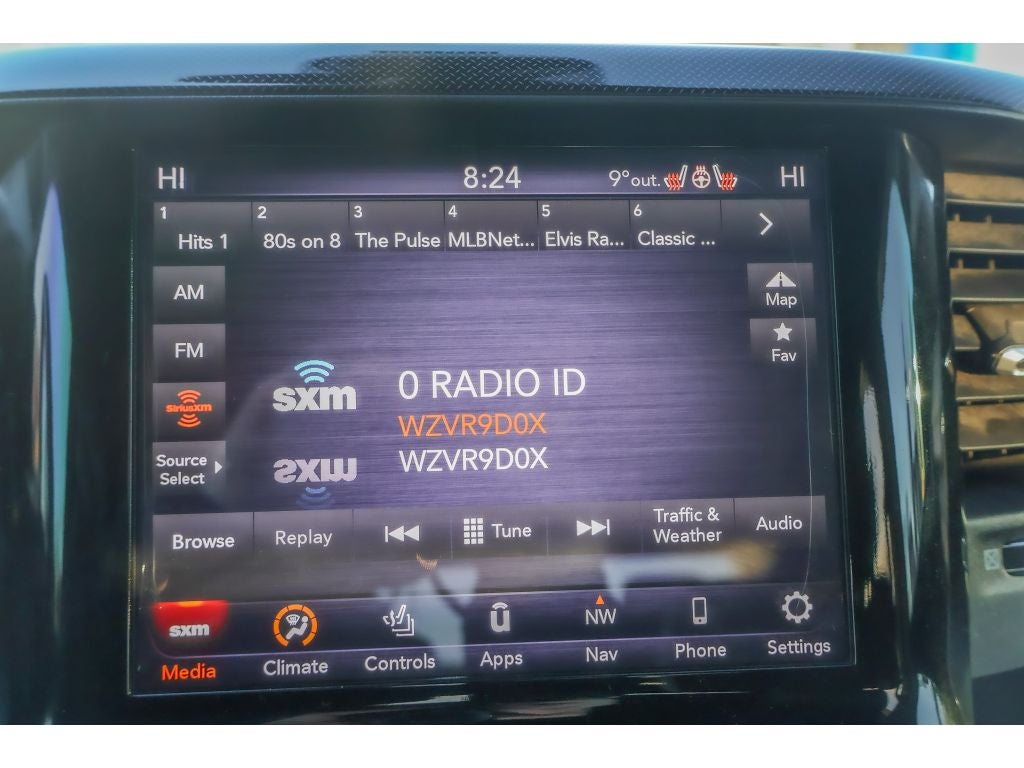 HI 8:24 9°out. HI
1 2 3 4 5 6
Hits 1 80s on 8 The Pulse MLBNet... Elvis Ra... Classic ...
AM
Map
FM
Fav
SiriusXM
sxm
0 RADIO ID
WZVR9D0X
WZVR9D0X
Source
Select
sxm
Browse Replay Tune Traffic & Audio
Weather
sxm
NW
Media Climate Controls Apps Nav Phone Settings